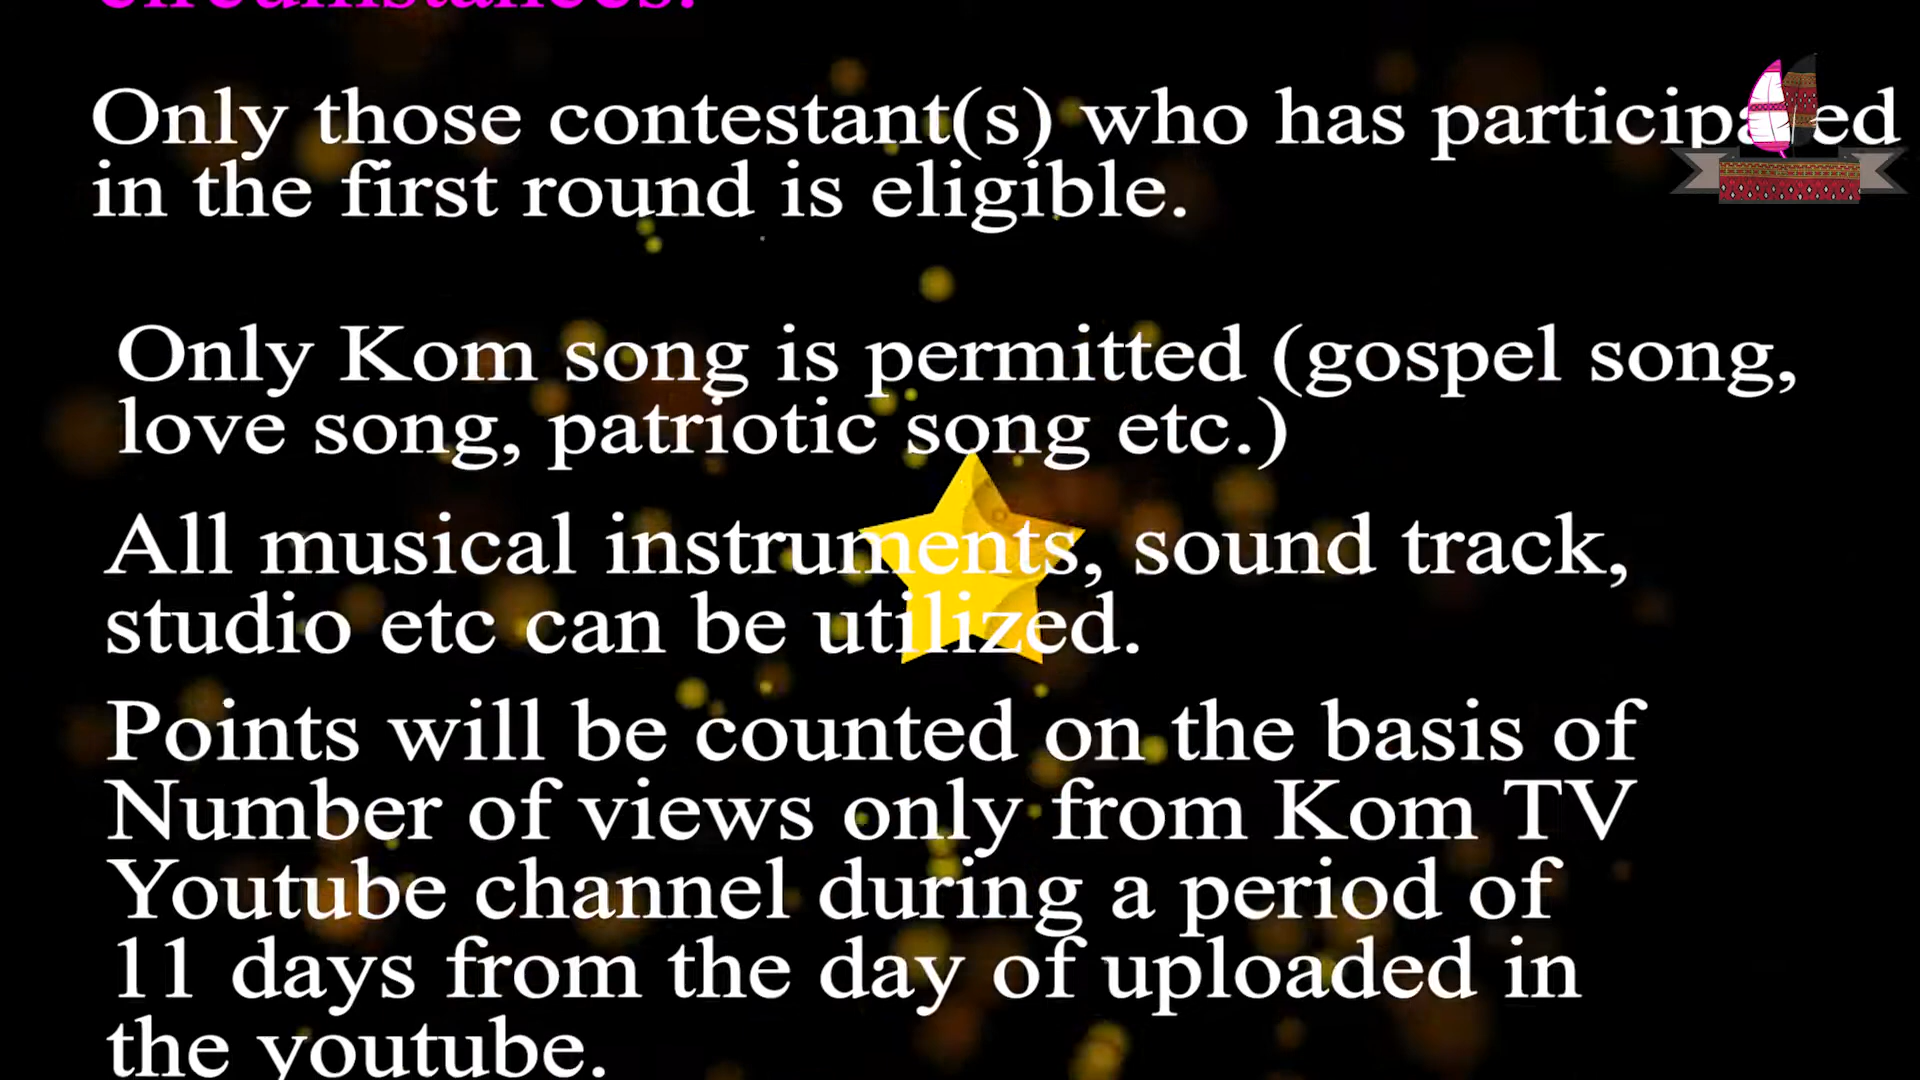 circumstances.
Only those contestant(s) who has participated
in the first round is eligible.
Only Kom song is permitted (gospel song,
love song, patriotic song etc.)
All musical instruments, sound track,
studio etc can be utilized.
Points will be counted on the basis of
Number of views only from Kom TV
Youtube channel during a period of
11 days from the day of uploaded in
the youtube.